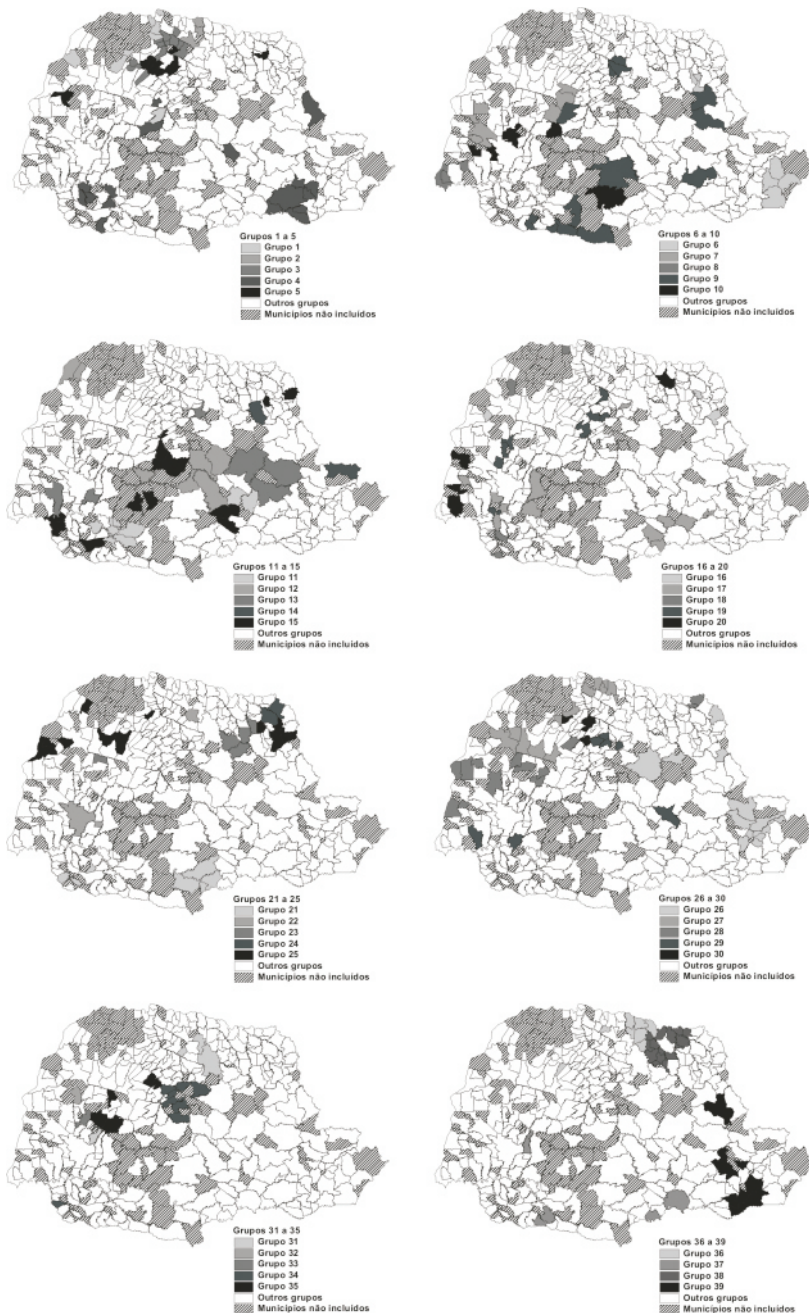 Grupos 1 a 5
Grupo 1
Grupo 2
Grupo 3
Grupo 4
Grupo 5
Outros grupos
Municípios não incluídos
Grupos 6 a 10
Grupo 6
Grupo 7
Grupo 8
Grupo 9
Grupo 10
Outros grupos
Municípios não incluídos
Grupos 11 a 15
Grupo 11
Grupo 12
Grupo 13
Grupo 14
Grupo 15
Outros grupos
Municípios não incluídos
Grupos 16 a 20
Grupo 16
Grupo 17
Grupo 18
Grupo 19
Grupo 20
Outros grupos
Municípios não incluídos
Grupos 21 a 25
Grupo 21
Grupo 22
Grupo 23
Grupo 24
Grupo 25
Outros grupos
Municípios não incluídos
Grupos 26 a 30
Grupo 26
Grupo 27
Grupo 28
Grupo 29
Grupo 30
Outros grupos
Municípios não incluídos
Grupos 31 a 35
Grupo 31
Grupo 32
Grupo 33
Grupo 34
Grupo 35
Outros grupos
Municípios não incluídos
Grupos 36 a 39
Grupo 36
Grupo 37
Grupo 38
Grupo 39
Outros grupos
Municípios não incluídos